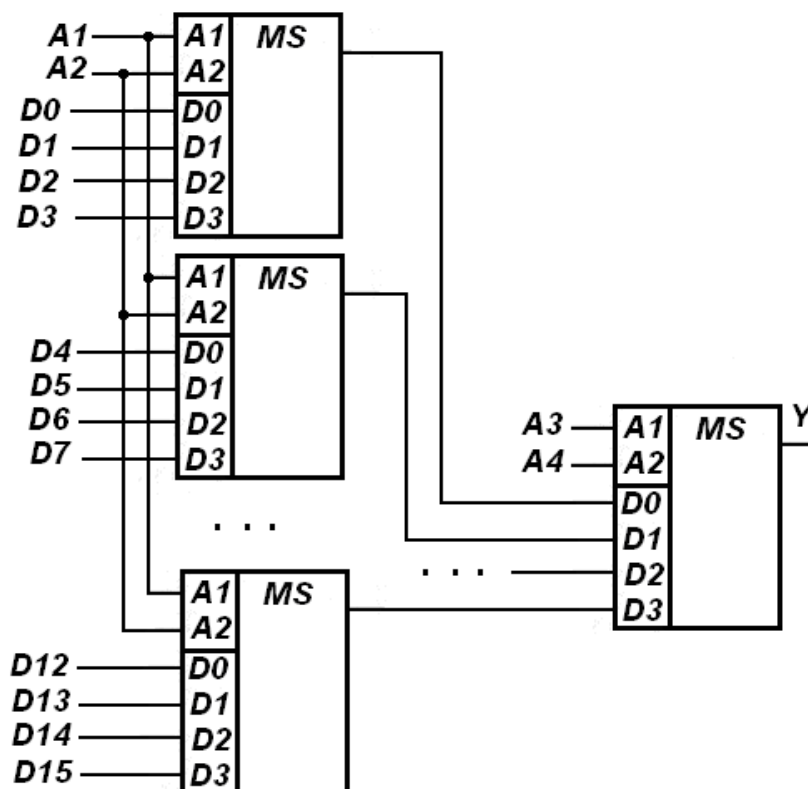 A1 A1 MS
A2 A2
D0 D0
D1 D1
D2 D2
D3 D3
A1 MS
A2
D4 D0
D5 D1
D6 D2
D7 D3
A3 A1 MS Y
A4 A2
D0
. . . D1
. . . D2
A1 MS D3
A2
D12 D0
D13 D1
D14 D2
D15 D3